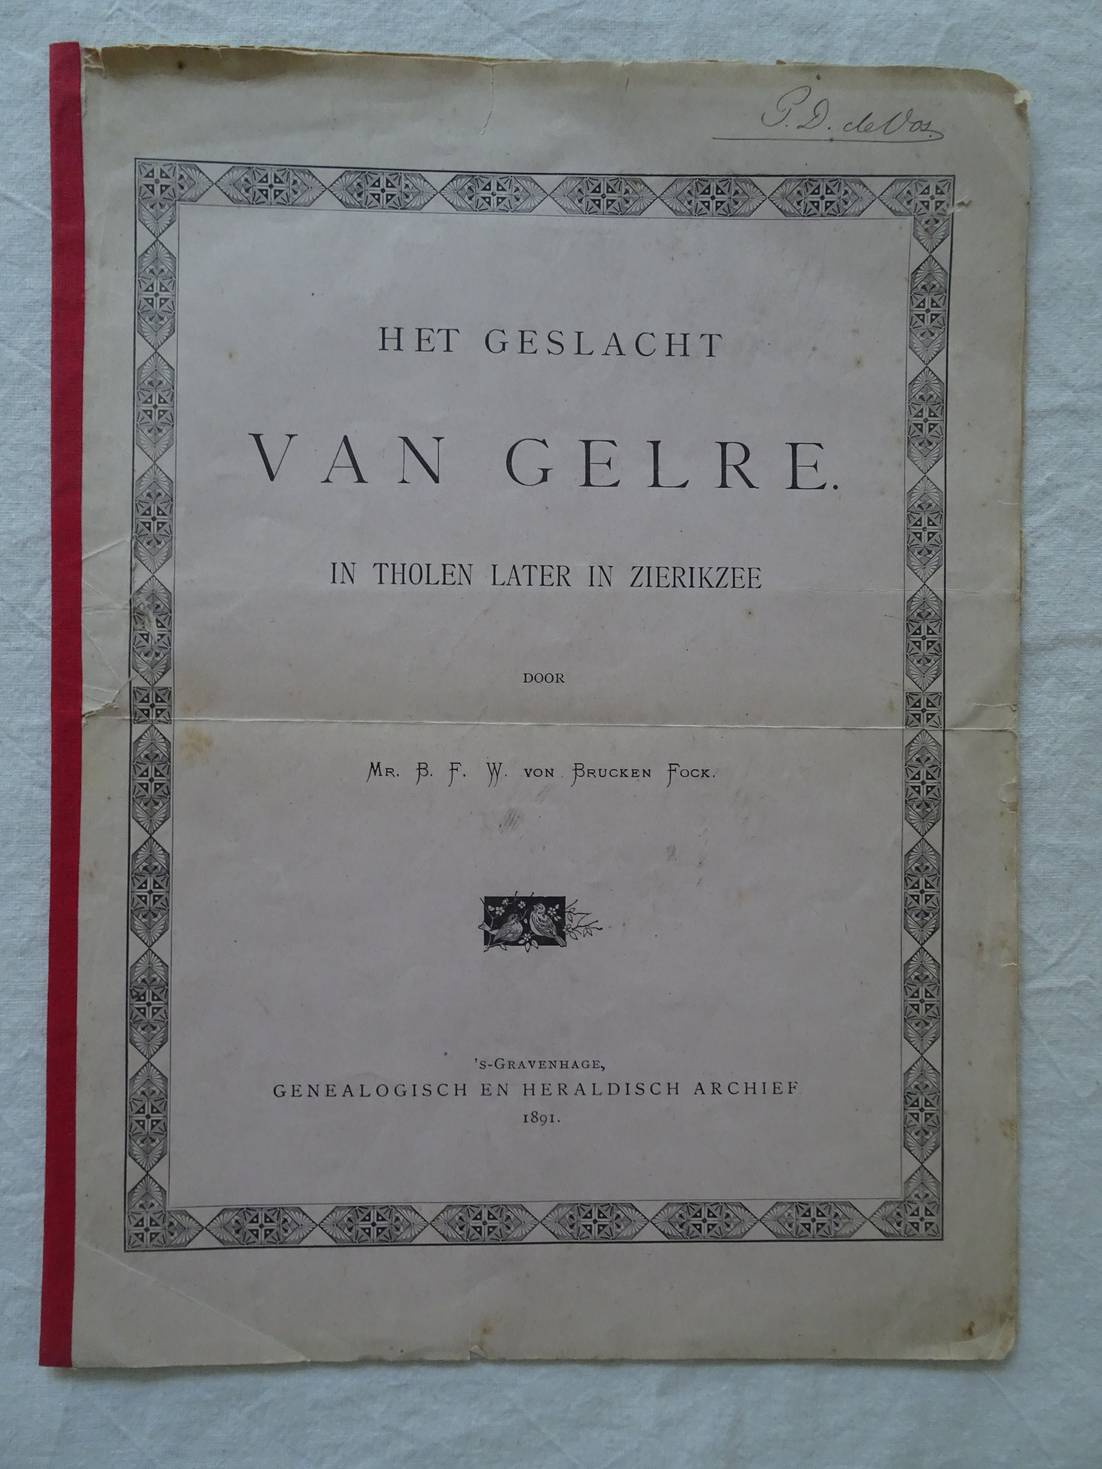 P. D. de Vos.
HET GESLACHT
VAN GELRE.
IN THOLEN LATER IN ZIERIKZEE
DOOR
MR. B. F. W. VON BRUCKEN FOCK.
'S-GRAVENHAGE,
GENEALOGISCH EN HERALDISCH ARCHIEF
1891.